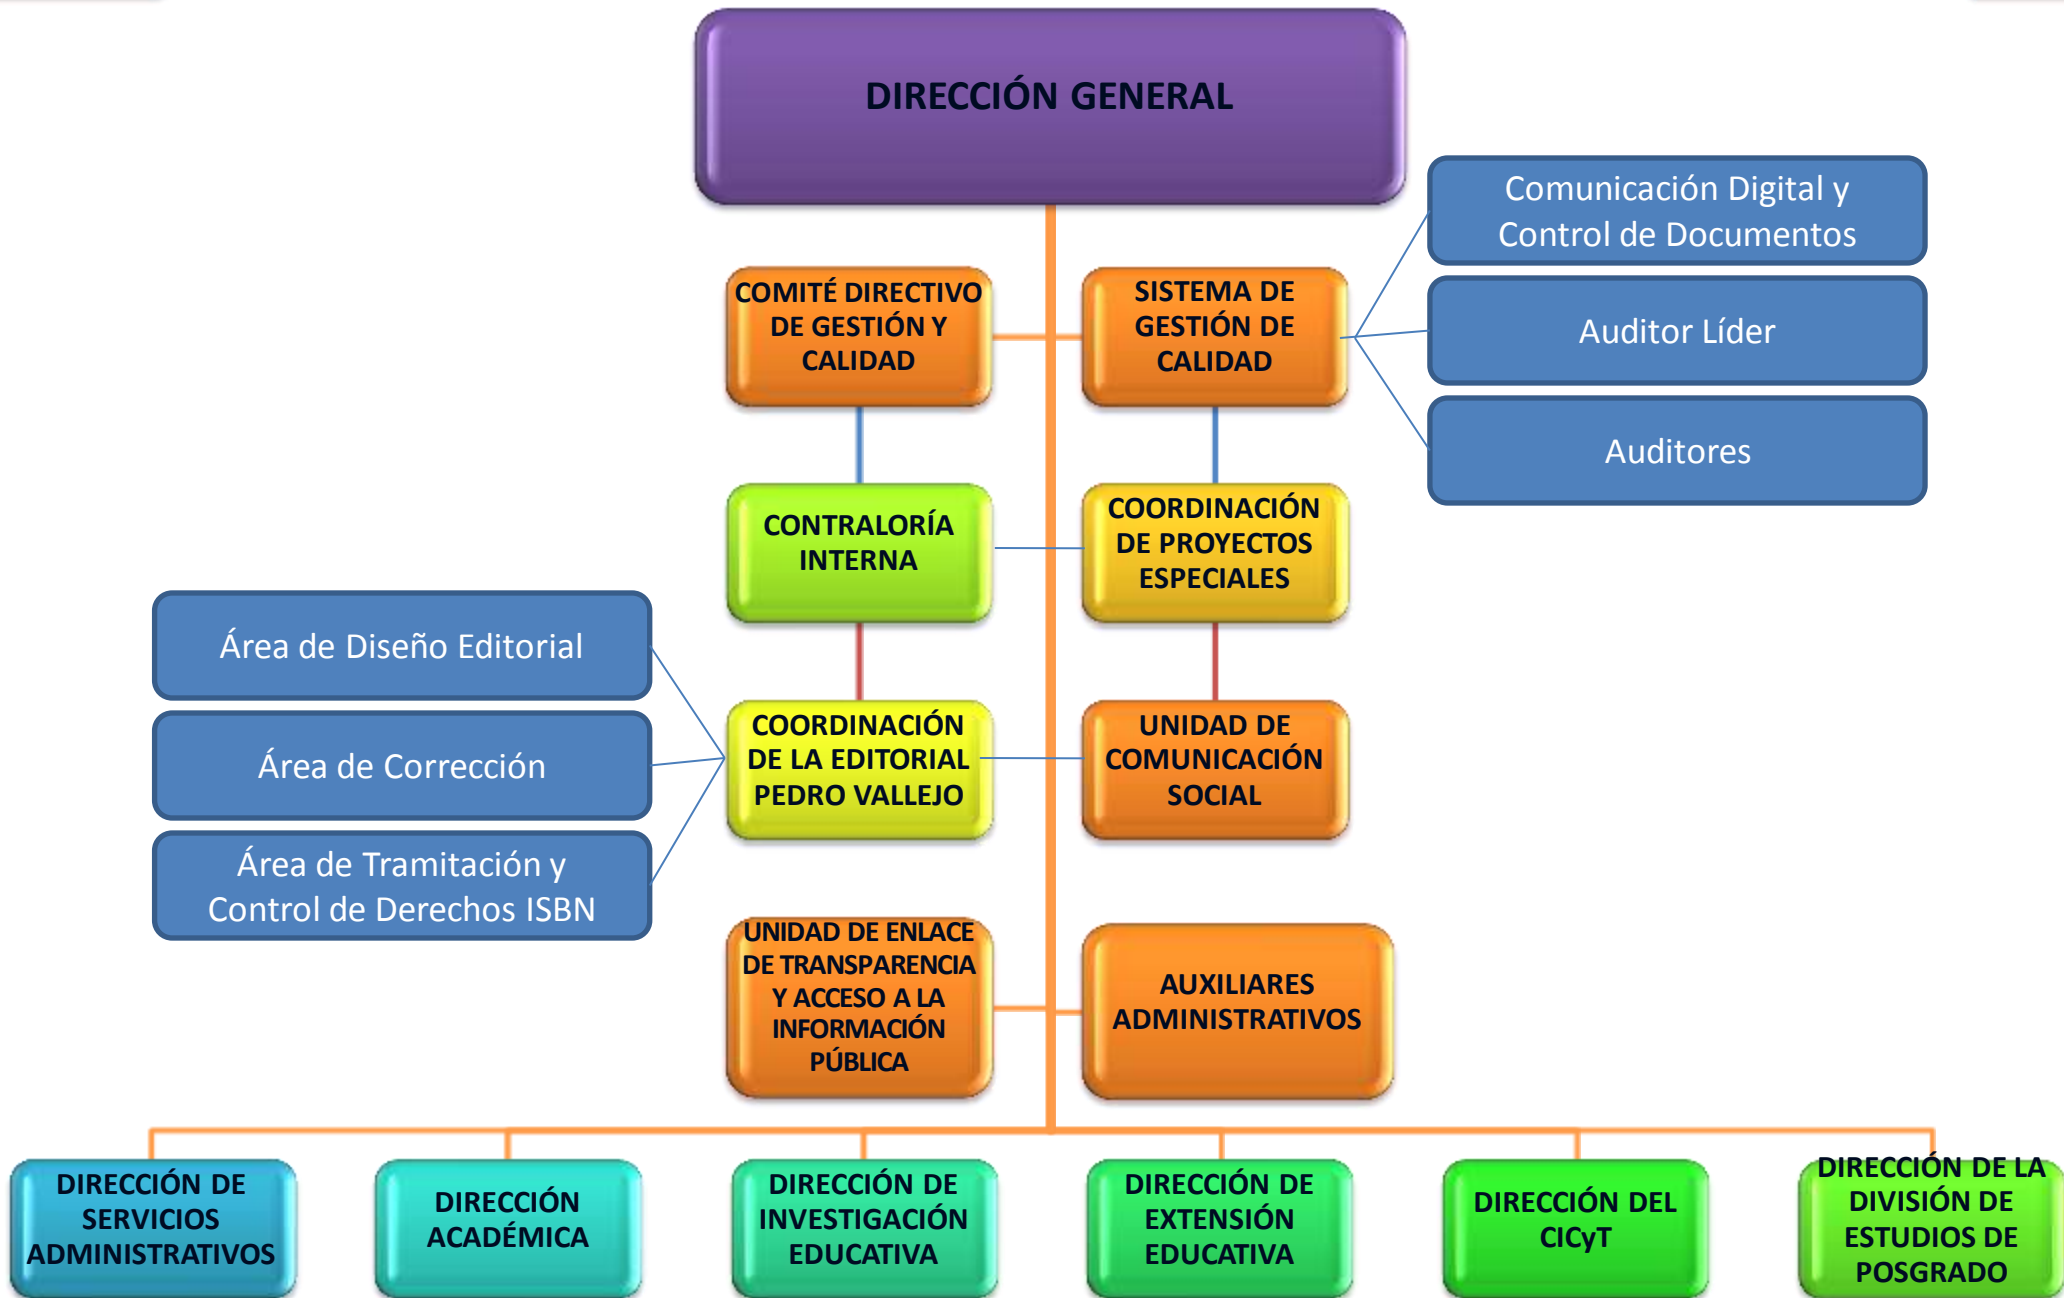 DIRECCIÓN GENERAL
Comunicación Digital y
Control de Documentos
Auditor Líder
Auditores
COMITÉ DIRECTIVO
DE GESTIÓN Y
CALIDAD
SISTEMA DE
GESTIÓN DE
CALIDAD
CONTRALORÍA
INTERNA
COORDINACIÓN
DE PROYECTOS
ESPECIALES
Área de Diseño Editorial
Área de Corrección
Área de Tramitación y
Control de Derechos ISBN
COORDINACIÓN
DE LA EDITORIAL
PEDRO VALLEJO
UNIDAD DE
COMUNICACIÓN
SOCIAL
UNIDAD DE ENLACE
DE TRANSPARENCIA
Y ACCESO A LA
INFORMACIÓN
PÚBLICA
AUXILIARES
ADMINISTRATIVOS
DIRECCIÓN DE
SERVICIOS
ADMINISTRATIVOS
DIRECCIÓN
ACADÉMICA
DIRECCIÓN DE
INVESTIGACIÓN
EDUCATIVA
DIRECCIÓN DE
EXTENSIÓN
EDUCATIVA
DIRECCIÓN DEL
CICyT
DIRECCIÓN DE LA
DIVISIÓN DE
ESTUDIOS DE
POSGRADO